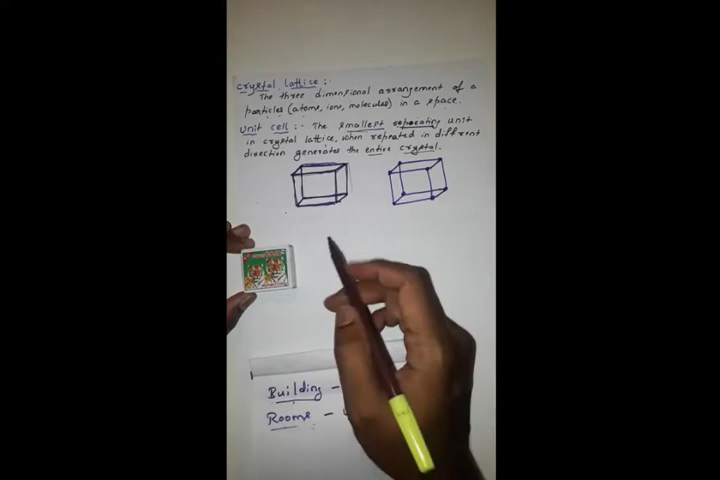 Crystal Lattice :-
The three dimensional arrangement of a
particles (atoms, ions, molecules) in a space.
Unit cell :- The smallest repeating unit
in crystal lattice, when repeated in different
direction generates the entire crystal.
Building -
Rooms -